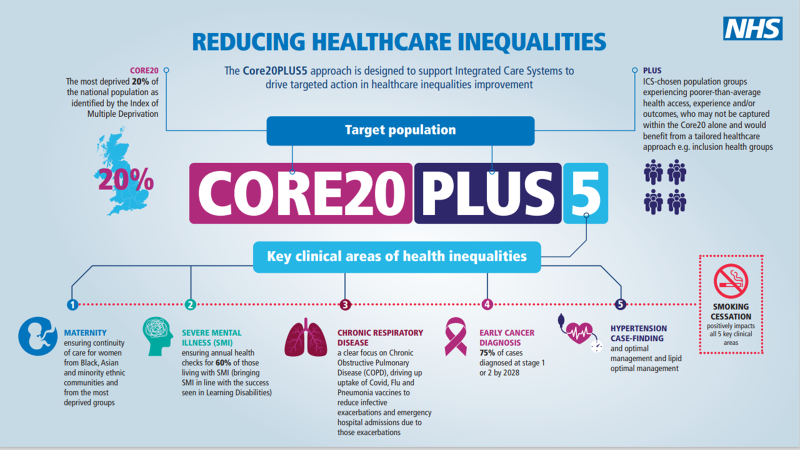 NHS
REDUCING HEALTHCARE INEQUALITIES
The Core20PLUS5 approach is designed to support Integrated Care Systems to
drive targeted action in healthcare inequalities improvement
CORE20
The most deprived 20% of
the national population as
identified by the Index of
Multiple Deprivation
20%
PLUS
ICS-chosen population groups
experiencing poorer-than-average
health access, experience and/or
outcomes, who may not be captured
within the Core20 alone and would
benefit from a tailored healthcare
approach e.g. inclusion health groups
Target population
CORE20 PLUS 5
Key clinical areas of health inequalities
1
MATERNITY
ensuring continuity
of care for women
from Black, Asian
and minority ethnic
communities and
from the most
deprived groups
2
SEVERE MENTAL
ILLNESS (SMI)
ensuring annual health
checks for 60% of those
living with SMI (bringing
SMI in line with the success
seen in Learning Disabilities)
3
CHRONIC RESPIRATORY
DISEASE
a clear focus on Chronic
Obstructive Pulmonary
Disease (COPD), driving up
uptake of Covid, Flu and
Pneumonia vaccines to
reduce infective
exacerbations and emergency
hospital admissions due to
those exacerbations
4
EARLY CANCER
DIAGNOSIS
75% of cases
diagnosed at stage 1
or 2 by 2028
5
HYPERTENSION
CASE-FINDING
and optimal
management and lipid
optimal management
SMOKING
CESSATION
positively impacts
all 5 key clinical
areas